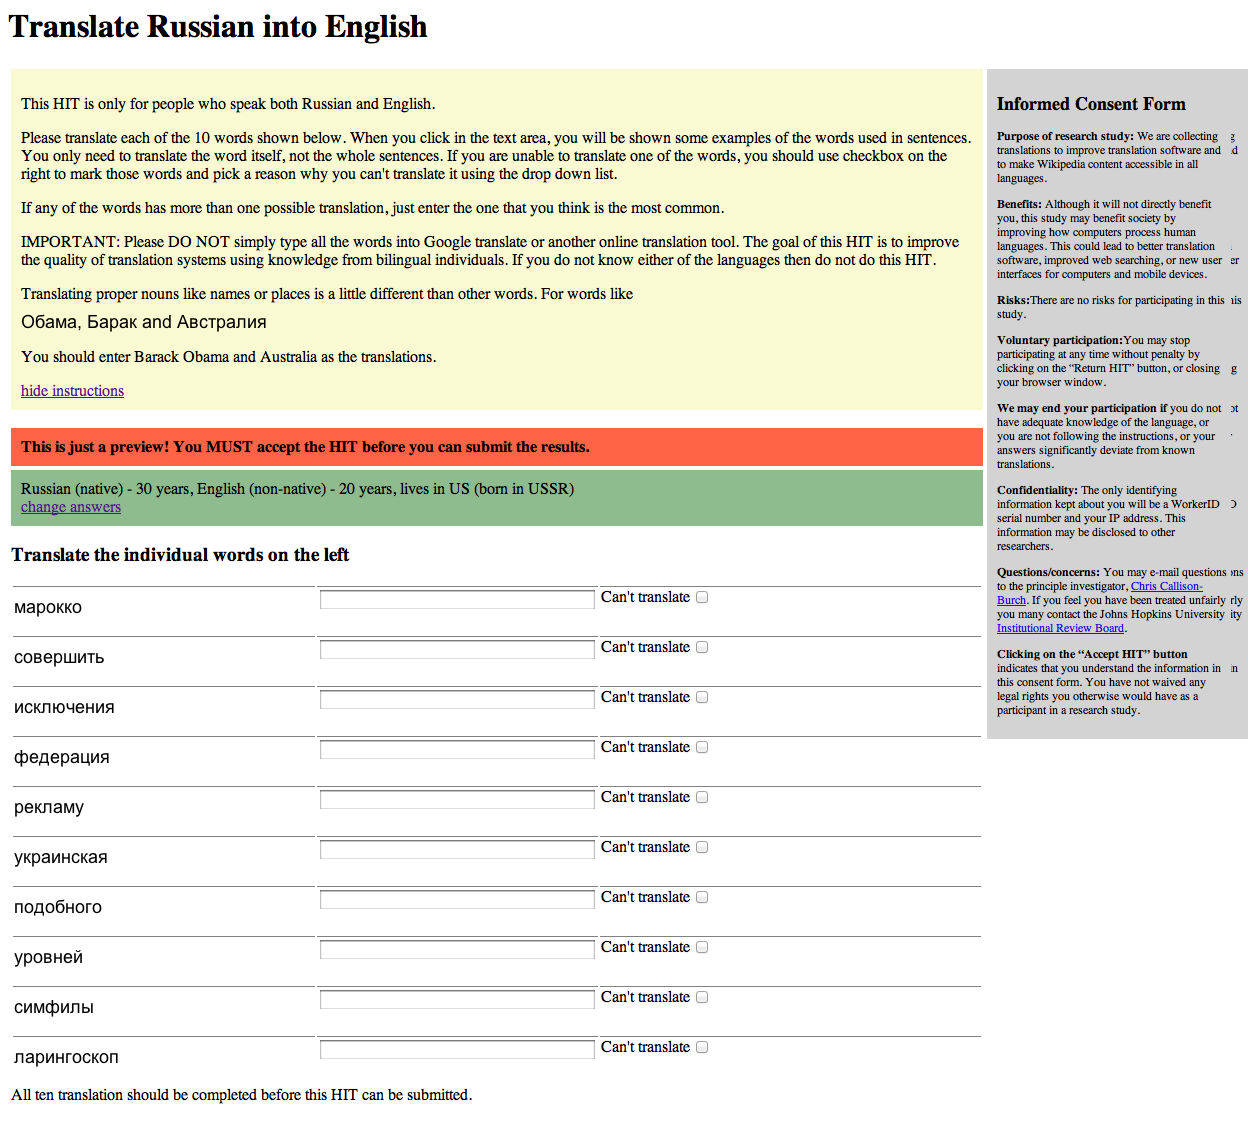 Translate Russian into English
This HIT is only for people who speak both Russian and English.
Please translate each of the 10 words shown below. When you click in the text area, you will be shown some examples of the words used in sentences.
You only need to translate the word itself, not the whole sentences. If you are unable to translate one of the words, you should use checkbox on the
right to mark those words and pick a reason why you can't translate it using the drop down list.
If any of the words has more than one possible translation, just enter the one that you think is the most common.
IMPORTANT: Please DO NOT simply type all the words into Google translate or another online translation tool. The goal of this HIT is to improve
the quality of translation systems using knowledge from bilingual individuals. If you do not know either of the languages then do not do this HIT.
Translating proper nouns like names or places is a little different than other words. For words like
Обама, Барак and Австралия
You should enter Barack Obama and Australia as the translations.
hide instructions
This is just a preview! You MUST accept the HIT before you can submit the results.
Russian (native) - 30 years, English (non-native) - 20 years, lives in US (born in USSR)
change answers
Translate the individual words on the left
марокко Can't translate
совершить Can't translate
исключения Can't translate
федерация Can't translate
рекламу Can't translate
украинская Can't translate
подобного Can't translate
уровней Can't translate
симфилы Can't translate
ларингоскоп Can't translate
All ten translation should be completed before this HIT can be submitted.
Informed Consent Form
Purpose of research study: We are collecting
translations to improve translation software and
to make Wikipedia content accessible in all
languages.
Benefits: Although it will not directly benefit
you, this study may benefit society by
improving how computers process human
languages. This could lead to better translation
software, improved web searching, or new user
interfaces for computers and mobile devices.
Risks:There are no risks for participating in this
study.
Voluntary participation:You may stop
participating at any time without penalty by
clicking on the “Return HIT” button, or closing
your browser window.
We may end your participation if you do not
have adequate knowledge of the language, or
you are not following the instructions, or your
answers significantly deviate from known
translations.
Confidentiality: The only identifying
information kept about you will be a WorkerID
serial number and your IP address. This
information may be disclosed to other
researchers.
Questions/concerns: You may e-mail questions
to the principle investigator, Chris Callison-
Burch. If you feel you have been treated unfairly
you many contact the Johns Hopkins University
Institutional Review Board.
Clicking on the “Accept HIT” button
indicates that you understand the information in
this consent form. You have not waived any
legal rights you otherwise would have as a
participant in a research study.